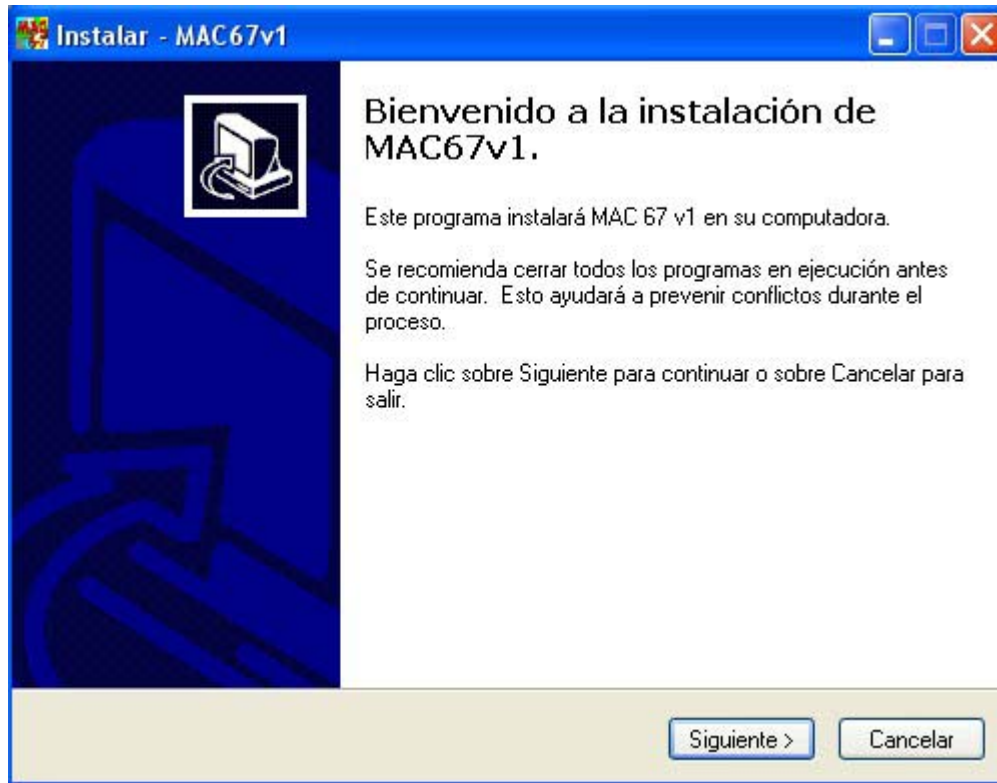 Instalar - MAC67v1
Bienvenido a la instalación de
MAC67v1.
Este programa instalará MAC 67 v1 en su computadora.
Se recomienda cerrar todos los programas en ejecución antes
de continuar.  Esto ayudará a prevenir conflictos durante el
proceso.
Haga clic sobre Siguiente para continuar o sobre Cancelar para
salir.
Siguiente >
Cancelar